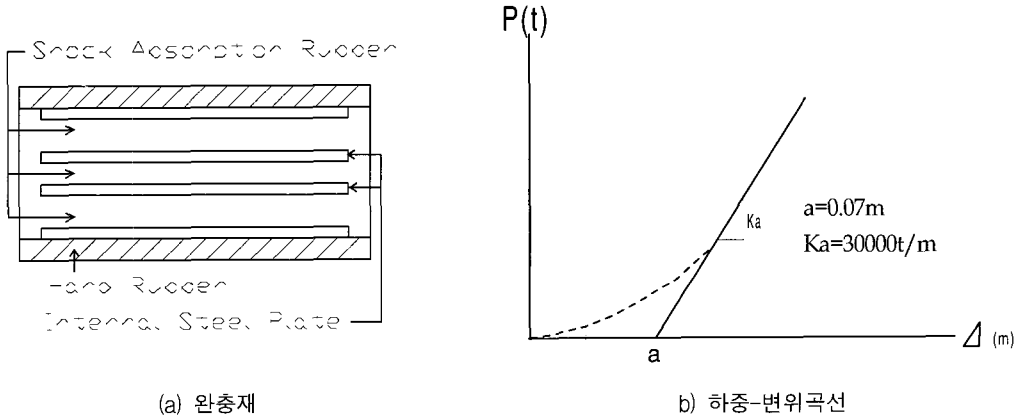 Shock Absorption Rubber
Hard Rubber
Internal Steel Plate
(a) 완충재
P(t)
Ka
a=0.07m
Ka=30000t/m
a
Δ (m)
b) 하중-변위곡선